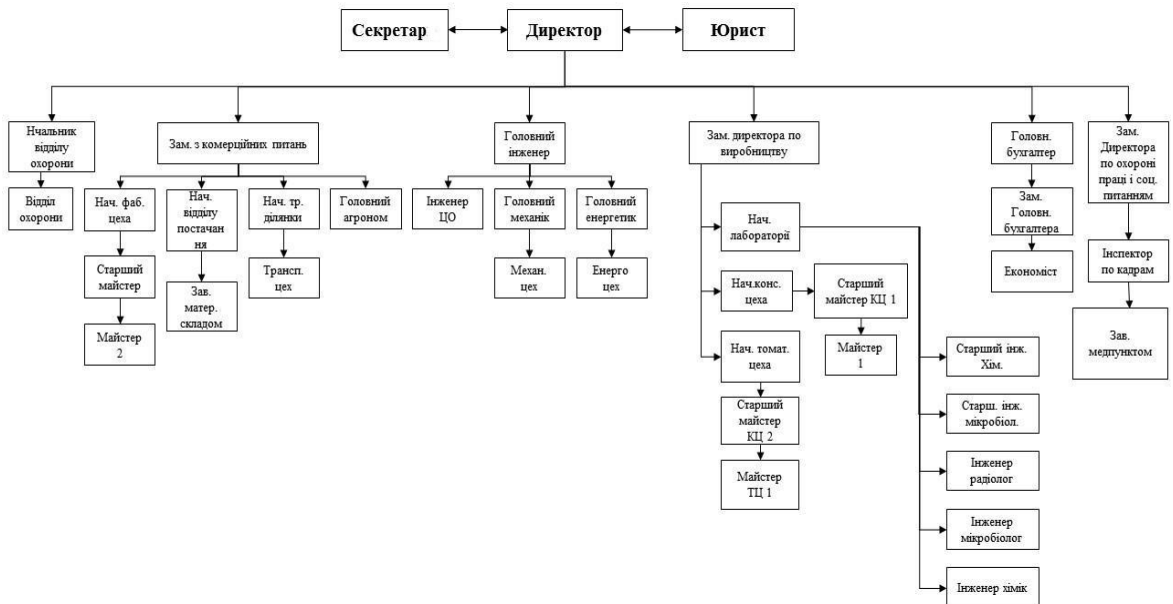 Секретар
Директор
Юрист
Нчальник
відділу
охорони
Зам. з комерційних питань
Головний
інженер
Зам. директора по
виробництву
Головн.
бухгалтер
Зам.
Директора
по охороні
праці і соц.
питанням
Відділ
охорони
Нач. фаб.
цеха
Нач.
відділу
постачан
ня
Нач. тр.
ділянки
Головний
агроном
Інженер
ЦО
Головний
механік
Головний
енергетик
Нач.
лабораторії
Зам.
Головн.
бухгалтера
Старший
майстер
Зав.
матер.
складом
Трансп.
цех
Механ.
цех
Енерго
цех
Нач.конс.
цеха
Старший
майстер КЦ 1
Економіст
Інспектор
по кадрам
Майстер
2
Нач. томат.
цеха
Майстер
1
Старший інж.
Хім.
Зав.
медпунктом
Старший
майстер
КЦ 2
Старш. інж.
мікробіол.
Майстер
ТЦ 1
Інженер
радіолог
Інженер
мікробіолог
Інженер хімік